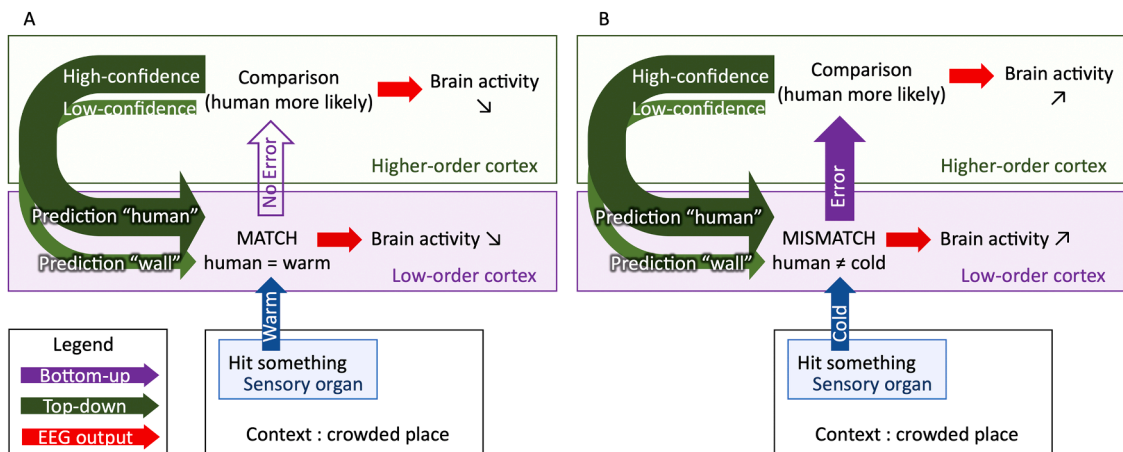 A
High-confidence
Low-confidence
Comparison
(human more likely)
Brain activity
↘
No Error
Higher-order cortex
Prediction “human”
Prediction “wall”
MATCH
human = warm
Brain activity ↘
Low-order cortex
Warm
Hit something
Sensory organ
Context : crowded place
Legend
Bottom-up
Top-down
EEG output
B
High-confidence
Low-confidence
Comparison
(human more likely)
Brain activity
↗
Error
Higher-order cortex
Prediction “human”
Prediction “wall”
MISMATCH
human ≠ cold
Brain activity ↗
Low-order cortex
Cold
Hit something
Sensory organ
Context : crowded place